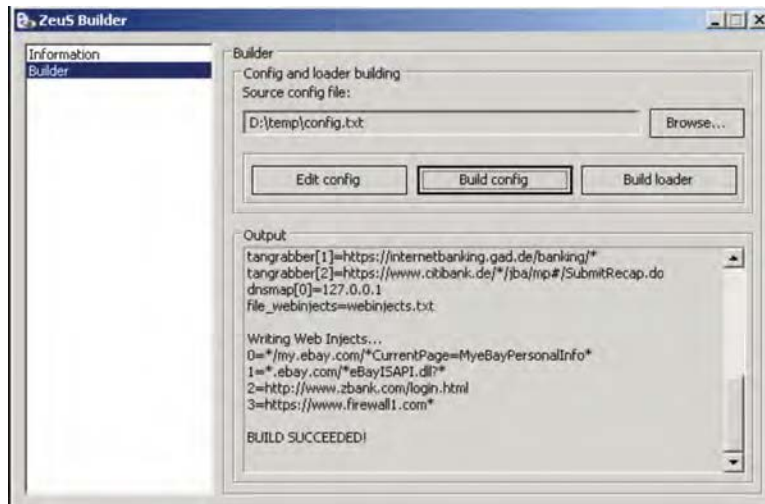 ZeuS Builder
Information
Builder
Builder
Config and loader building
Source config file:
D:\temp\config.txt
Browse...
Edit config
Build config
Build loader
Output
tangrabber[1]=https://internetbanking.gad.de/banking/*
tangrabber[2]=https://www.citibank.de/*/jba/mp#/SubmitRecap.do
dnsmap[0]=127.0.0.1
file_webinjects=webinjects.txt
Writing Web Injects...
0=*/my.ebay.com/*CurrentPage=MyeBayPersonalInfo*
1=*.ebay.com/*eBayISAPI.dll?*
2=http://www.zbank.com/login.html
3=https://www.firewall1.com*
BUILD SUCCEEDED!